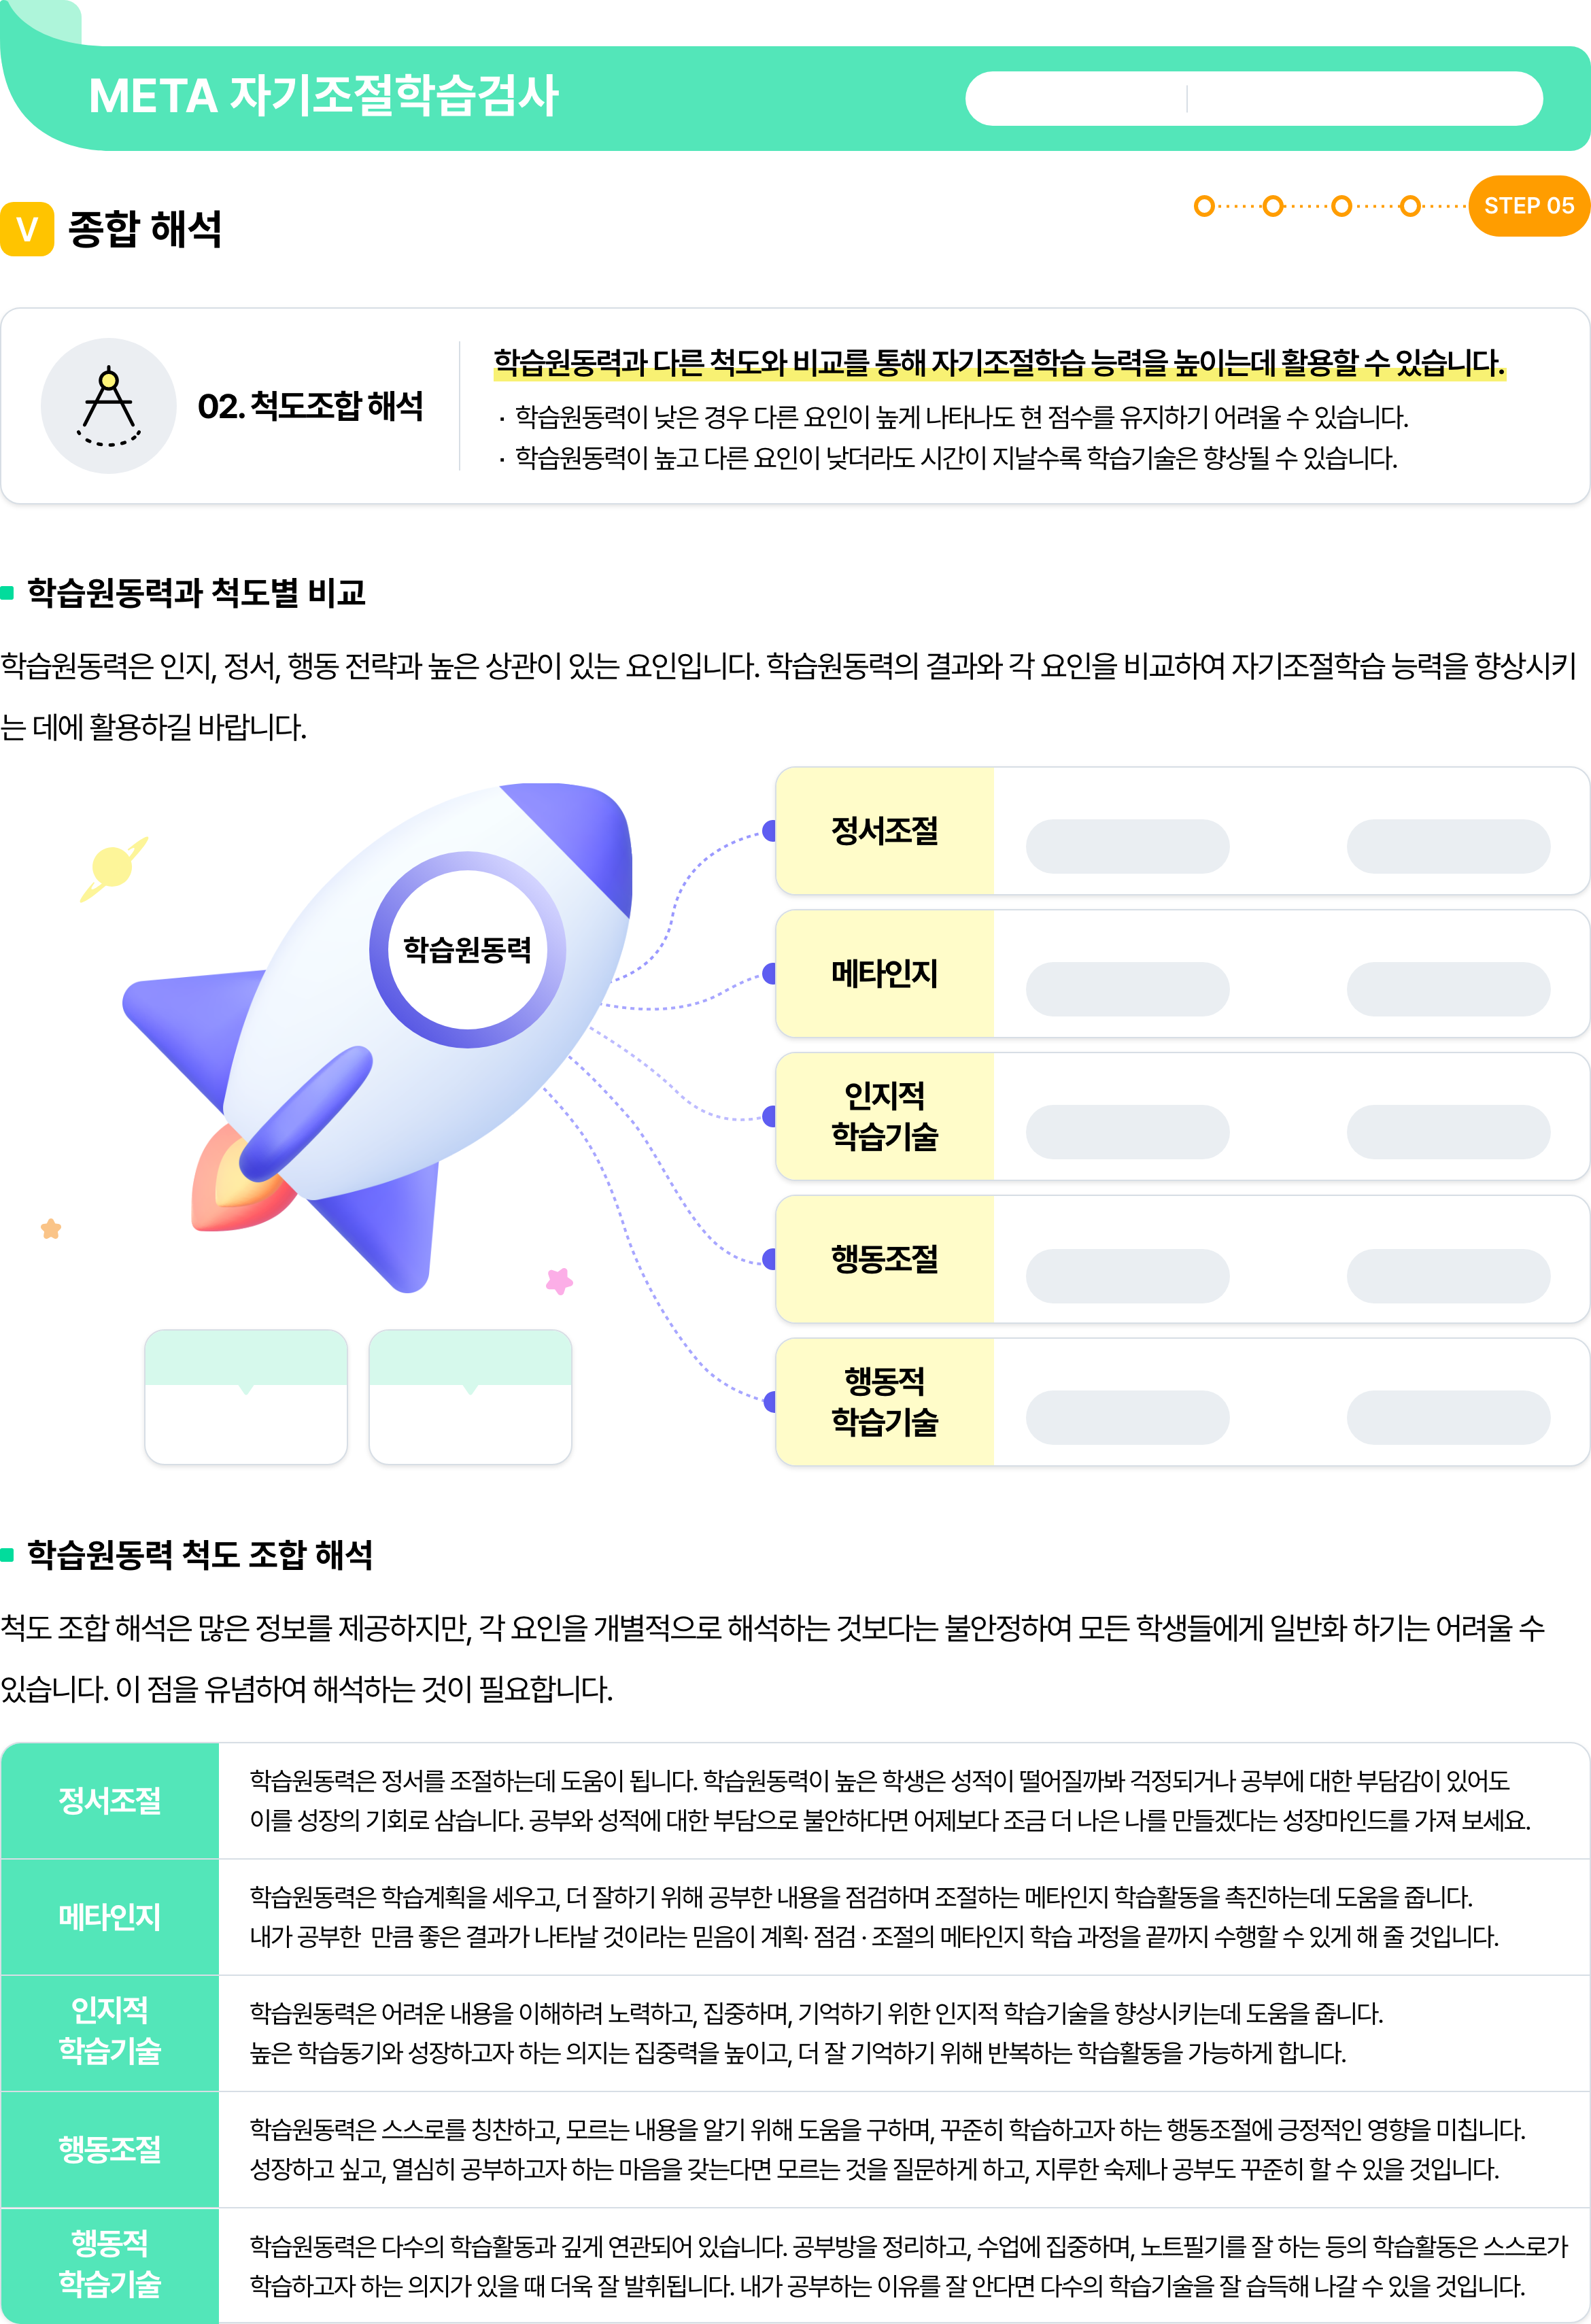 META 자기조절학습검사
STEP 05
V 종합 해석
02. 척도조합 해석
학습원동력과 다른 척도와 비교를 통해 자기조절학습 능력을 높이는데 활용할 수 있습니다.
· 학습원동력이 낮은 경우 다른 요인이 높게 나타나도 현 점수를 유지하기 어려울 수 있습니다.
· 학습원동력이 높고 다른 요인이 낮더라도 시간이 지날수록 학습기술은 향상될 수 있습니다.
학습원동력과 척도별 비교
학습원동력은 인지, 정서, 행동 전략과 높은 상관이 있는 요인입니다. 학습원동력의 결과와 각 요인을 비교하여 자기조절학습 능력을 향상시키
는 데에 활용하길 바랍니다.
학습원동력
정서조절
메타인지
인지적
학습기술
행동조절
행동적
학습기술
학습원동력 척도 조합 해석
척도 조합 해석은 많은 정보를 제공하지만, 각 요인을 개별적으로 해석하는 것보다는 불안정하여 모든 학생들에게 일반화 하기는 어려울 수
있습니다. 이 점을 유념하여 해석하는 것이 필요합니다.
정서조절
학습원동력은 정서를 조절하는데 도움이 됩니다. 학습원동력이 높은 학생은 성적이 떨어질까봐 걱정되거나 공부에 대한 부담감이 있어도
이를 성장의 기회로 삼습니다. 공부와 성적에 대한 부담으로 불안하다면 어제보다 조금 더 나은 나를 만들겠다는 성장마인드를 가져 보세요.
메타인지
학습원동력은 학습계획을 세우고, 더 잘하기 위해 공부한 내용을 점검하며 조절하는 메타인지 학습활동을 촉진하는데 도움을 줍니다.
내가 공부한 만큼 좋은 결과가 나타날 것이라는 믿음이 계획· 점검 · 조절의 메타인지 학습 과정을 끝까지 수행할 수 있게 해 줄 것입니다.
인지적
학습기술
학습원동력은 어려운 내용을 이해하려 노력하고, 집중하며, 기억하기 위한 인지적 학습기술을 향상시키는데 도움을 줍니다.
높은 학습동기와 성장하고자 하는 의지는 집중력을 높이고, 더 잘 기억하기 위해 반복하는 학습활동을 가능하게 합니다.
행동조절
학습원동력은 스스로를 칭찬하고, 모르는 내용을 알기 위해 도움을 구하며, 꾸준히 학습하고자 하는 행동조절에 긍정적인 영향을 미칩니다.
성장하고 싶고, 열심히 공부하고자 하는 마음을 갖는다면 모르는 것을 질문하게 하고, 지루한 숙제나 공부도 꾸준히 할 수 있을 것입니다.
행동적
학습기술
학습원동력은 다수의 학습활동과 깊게 연관되어 있습니다. 공부방을 정리하고, 수업에 집중하며, 노트필기를 잘 하는 등의 학습활동은 스스로가
학습하고자 하는 의지가 있을 때 더욱 잘 발휘됩니다. 내가 공부하는 이유를 잘 안다면 다수의 학습기술을 잘 습득해 나갈 수 있을 것입니다.